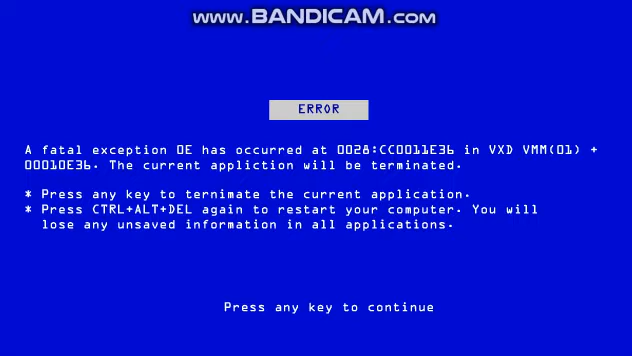 www.BANDICAM.com
ERROR
A fatal exception 0E has occurred at 0028:CC0011E36 in VXD VMM(01) +
00010E36. The current appliction will be terminated.
* Press any key to ternimate the current application.
* Press CTRL+ALT+DEL again to restart your computer. You will
lose any unsaved information in all applications.
Press any key to continue